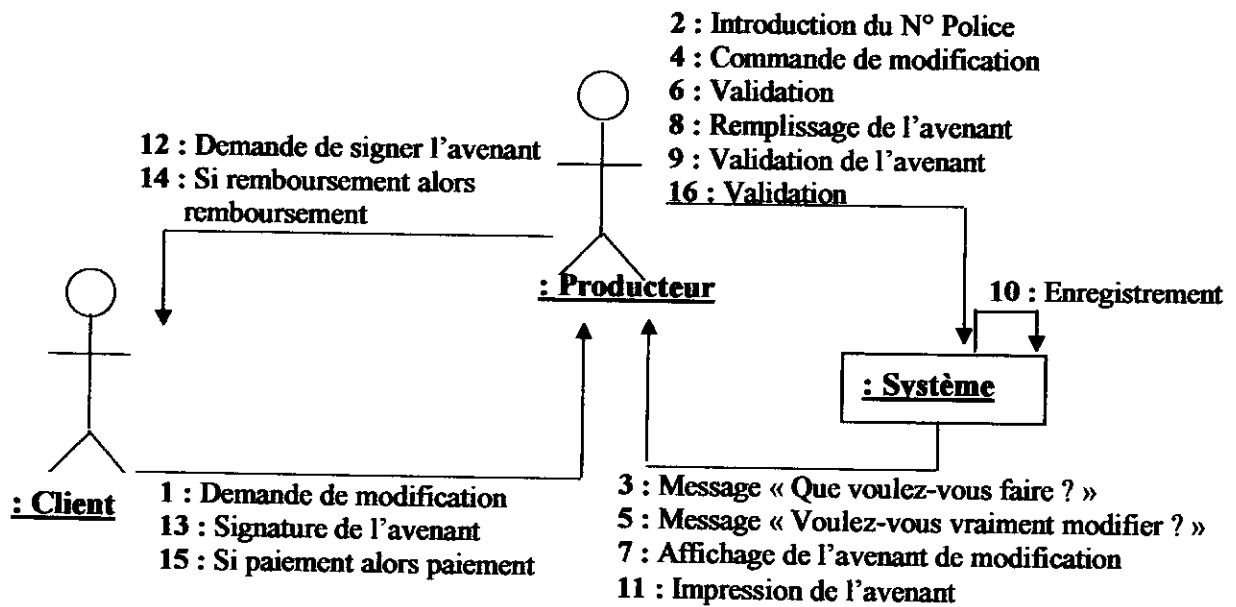 2 : Introduction du N° Police
4 : Commande de modification
6 : Validation
8 : Remplissage de l'avenant
9 : Validation de l'avenant
16 : Validation
12 : Demande de signer l'avenant
14 : Si remboursement alors
remboursement
: Producteur
10 : Enregistrement
: Système
: Client
1 : Demande de modification
13 : Signature de l'avenant
15 : Si paiement alors paiement
3 : Message « Que voulez-vous faire ? »
5 : Message « Voulez-vous vraiment modifier ? »
7 : Affichage de l'avenant de modification
11 : Impression de l'avenant